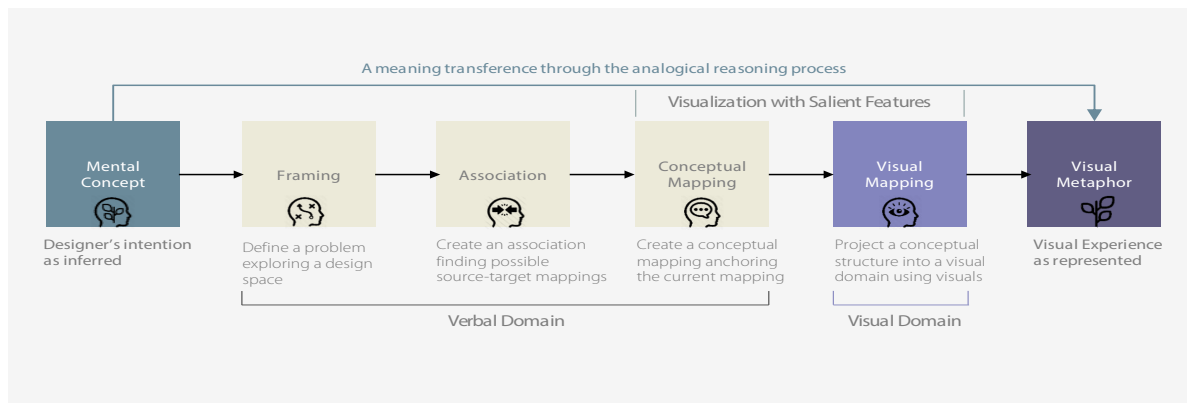 A meaning transference through the analogical reasoning process
Visualization with Salient Features
Mental
Concept
Framing
Association
Conceptual
Mapping
Visual
Mapping
Visual
Metaphor
Designer's intention
as inferred
Define a problem
exploring a design
space
Create an association
finding possible
source-target mappings
Create a conceptual
mapping anchoring
the current mapping
Project a conceptual
structure into a visual
domain using visuals
Visual Experience
as represented
Verbal Domain
Visual Domain